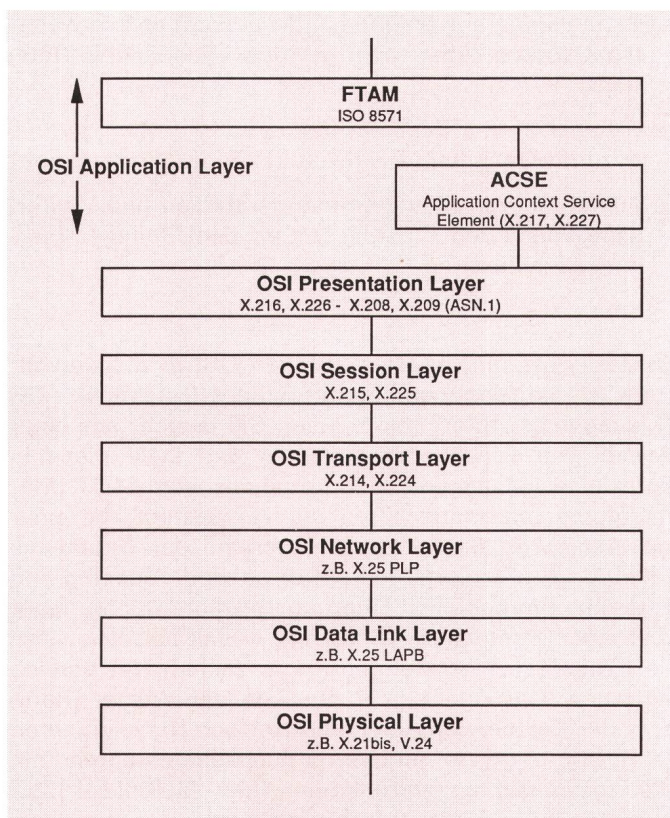 FTAM
ISO 8571
OSI Application Layer
ACSE
Application Context Service
Element (X.217, X.227)
OSI Presentation Layer
X.216, X.226 - X.208, X.209 (ASN.1)
OSI Session Layer
X.215, X.225
OSI Transport Layer
X.214, X.224
OSI Network Layer
z.B. X.25 PLP
OSI Data Link Layer
z.B. X.25 LAPB
OSI Physical Layer
z.B. X.21bis, V.24